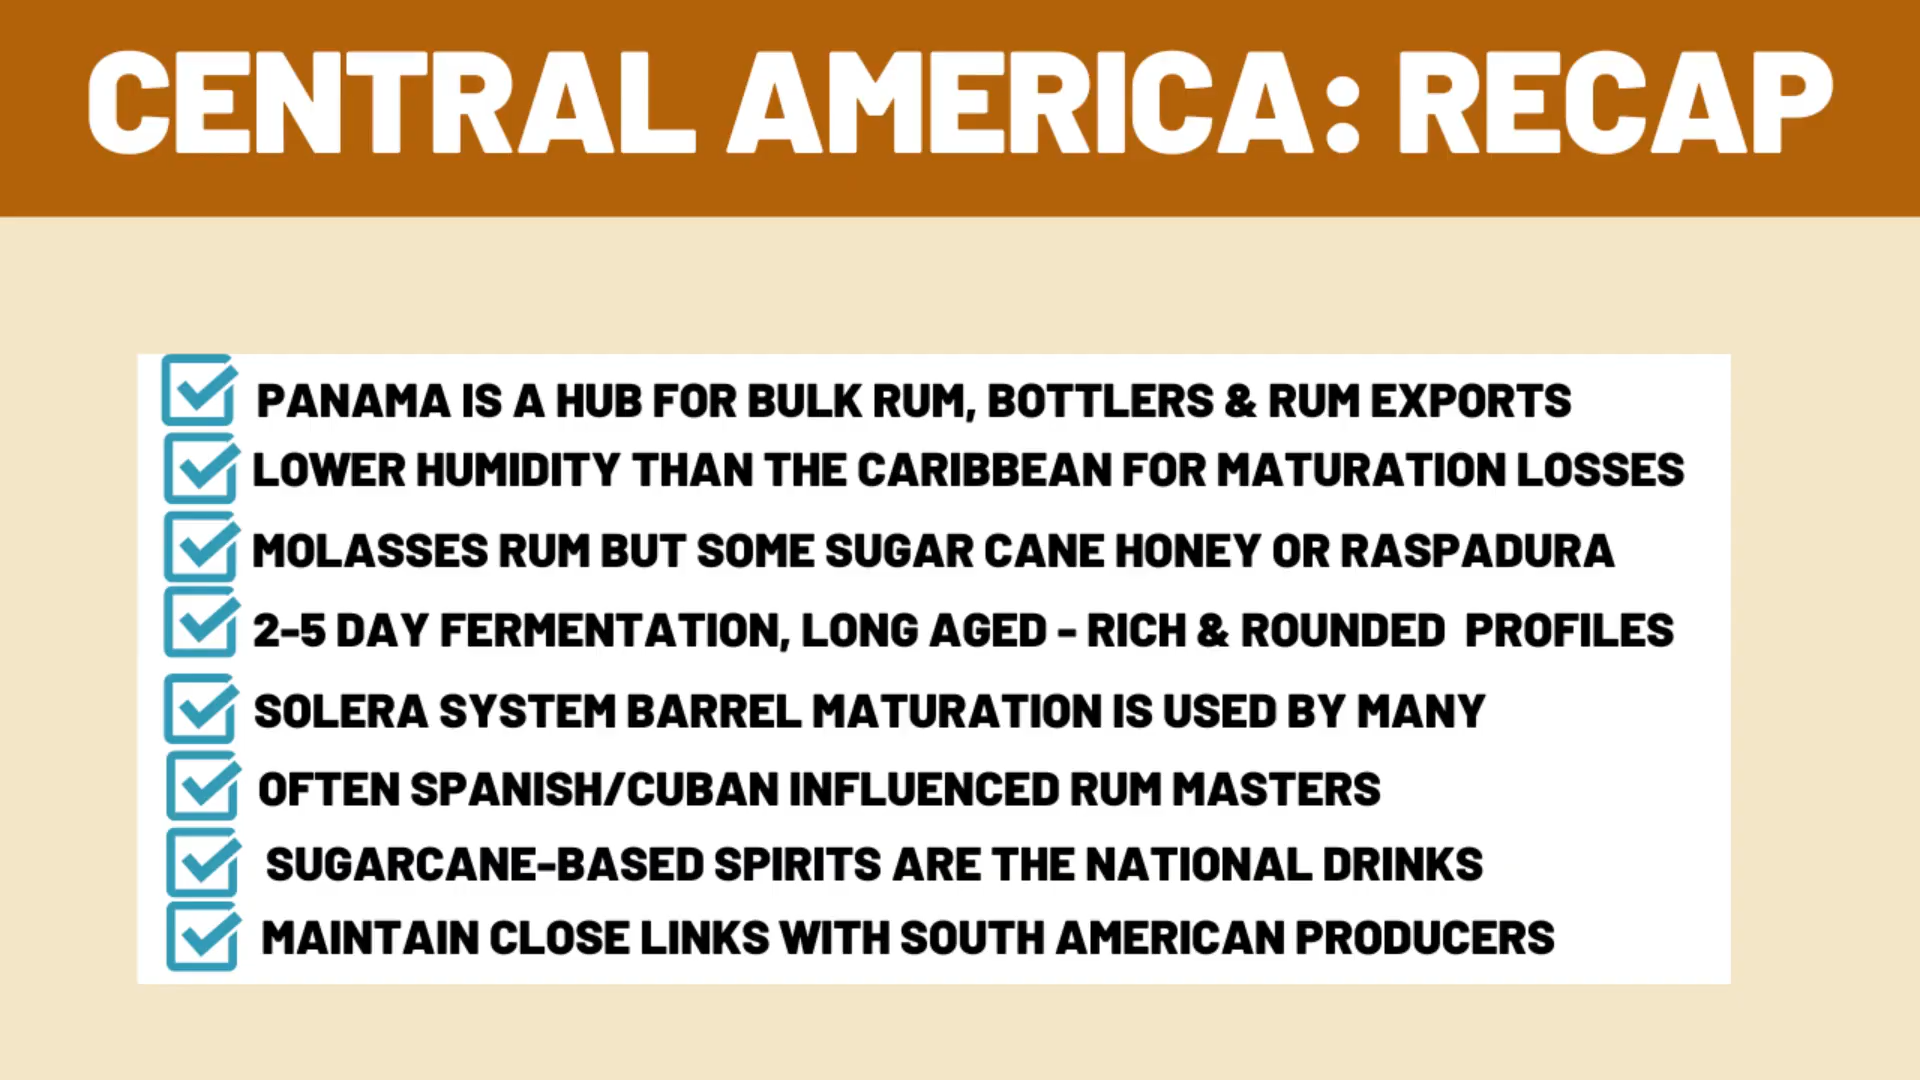 CENTRAL AMERICA: RECAP
PANAMA IS A HUB FOR BULK RUM, BOTTLERS & RUM EXPORTS
LOWER HUMIDITY THAN THE CARIBBEAN FOR MATURATION LOSSES
MOLASSES RUM BUT SOME SUGAR CANE HONEY OR RASPADURA
2-5 DAY FERMENTATION, LONG AGED - RICH & ROUNDED PROFILES
SOLERA SYSTEM BARREL MATURATION IS USED BY MANY
OFTEN SPANISH/CUBAN INFLUENCED RUM MASTERS
SUGARCANE-BASED SPIRITS ARE THE NATIONAL DRINKS
MAINTAIN CLOSE LINKS WITH SOUTH AMERICAN PRODUCERS